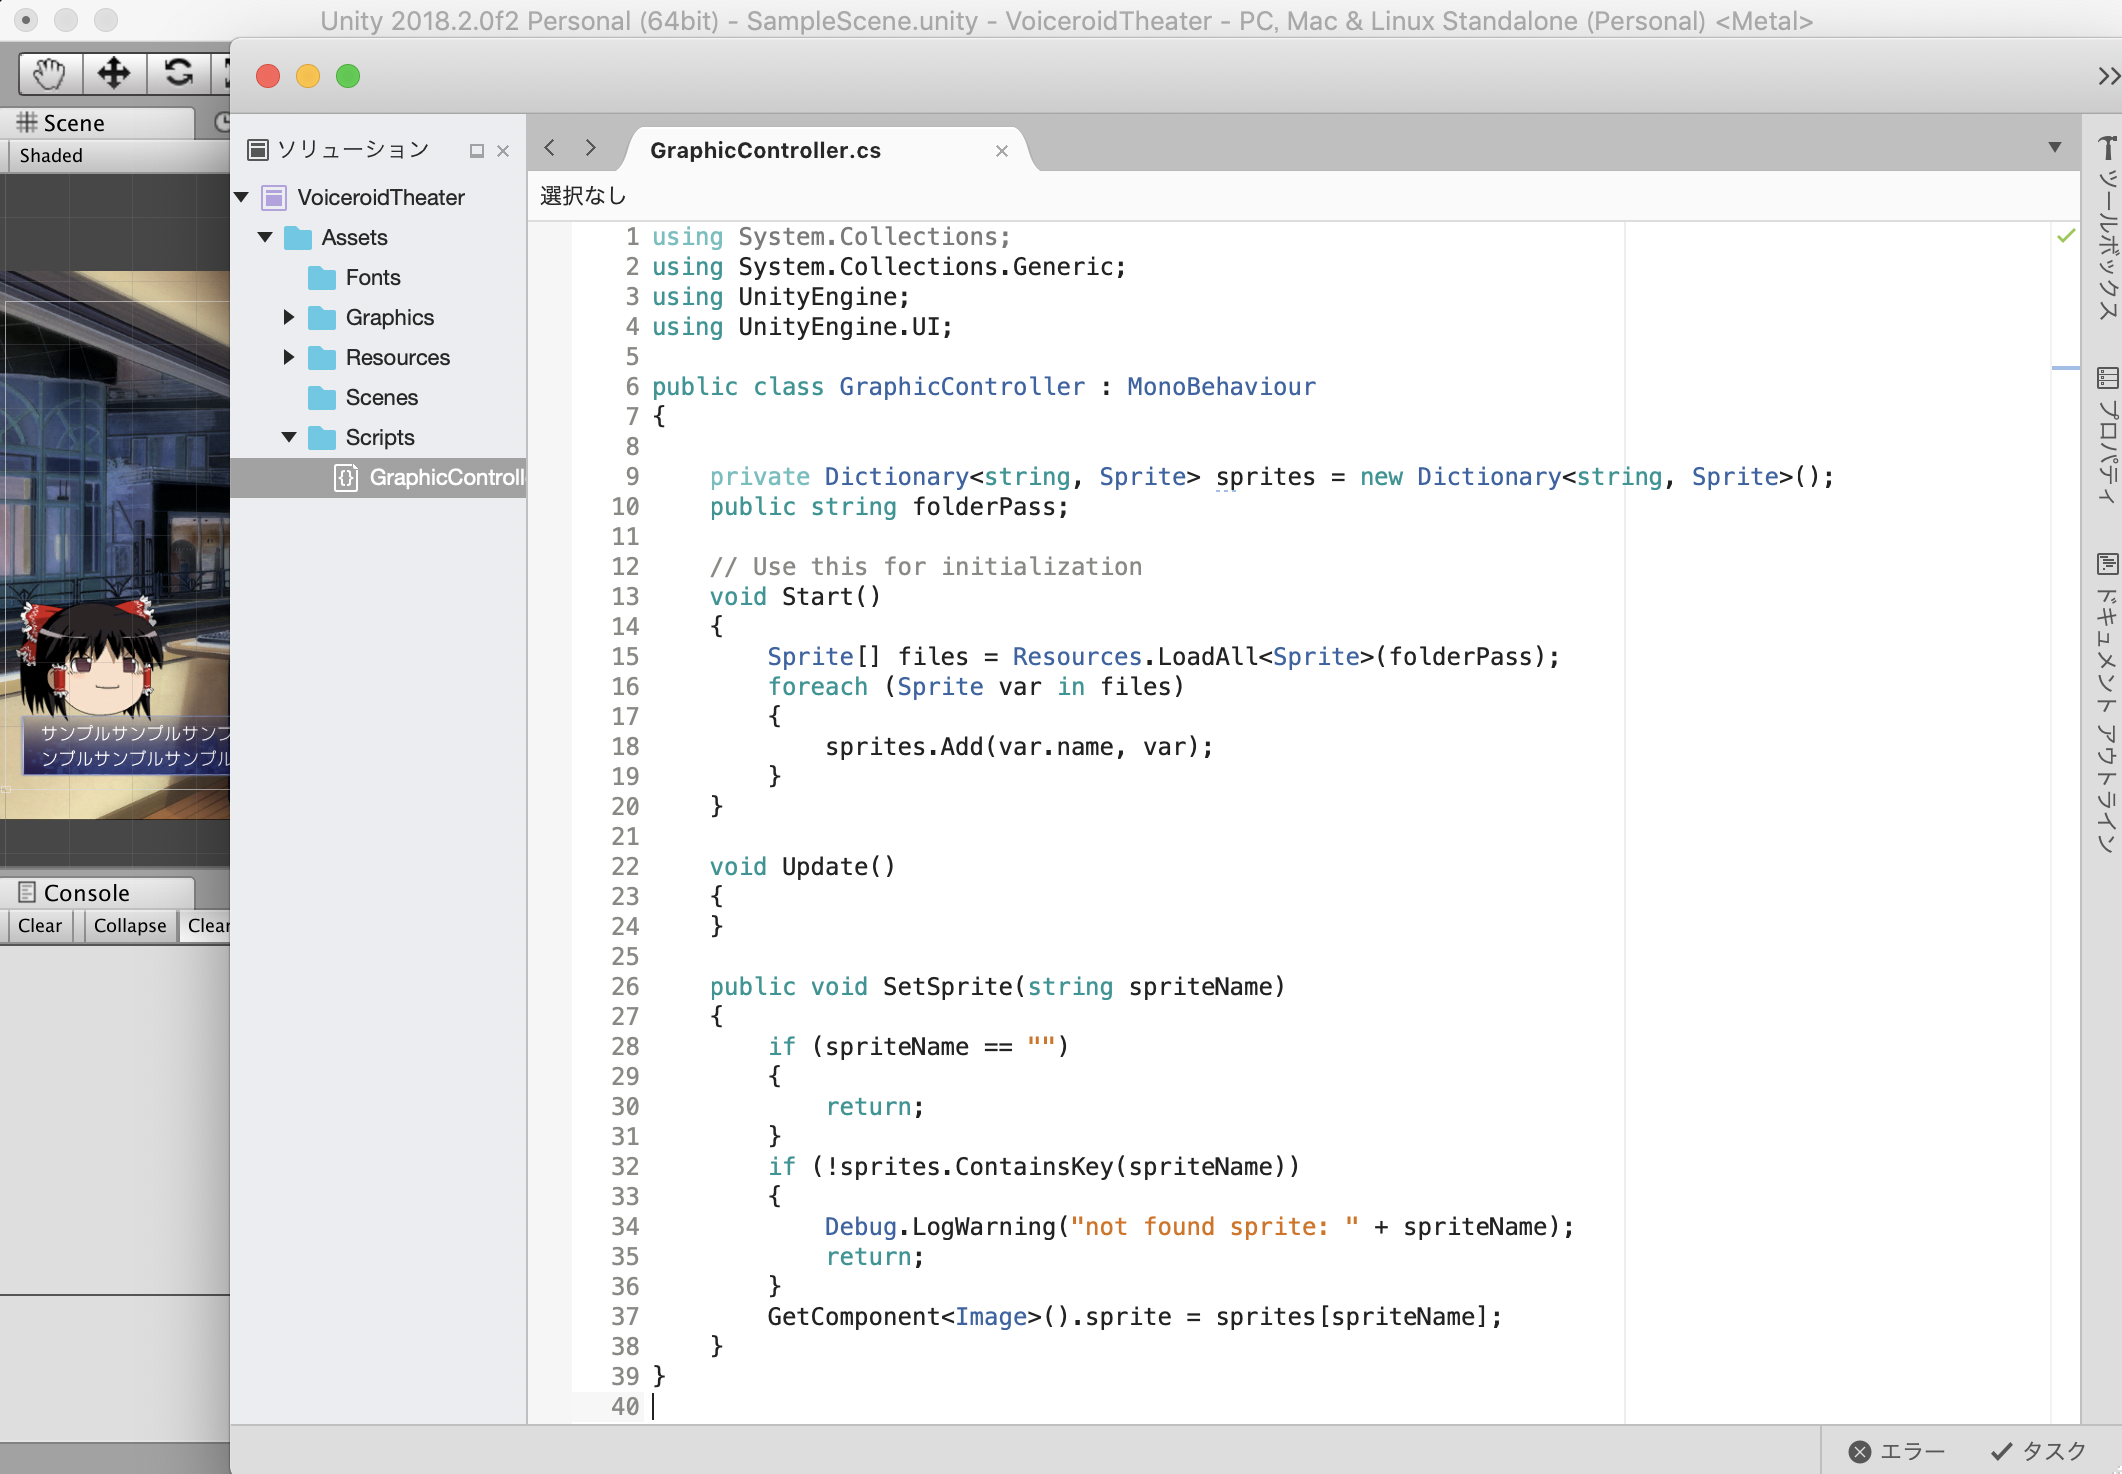 Unity 2018.2.0f2 Personal (64bit) - SampleScene.unity - VoiceroidTheater - PC, Mac & Linux Standalone (Personal) <Metal>
Scene
Shaded
サンプルサンプルサンプ
ンプルサンプルサンプル
Console
Clear
Collapse
Clear
ソリューション
VoiceroidTheater
Assets
Fonts
Graphics
Resources
Scenes
Scripts
GraphicControll
GraphicController.cs
選択なし
1 using System.Collections;
2 using System.Collections.Generic;
3 using UnityEngine;
4 using UnityEngine.UI;
5
6 public class GraphicController : MonoBehaviour
7 {
8
9     private Dictionary<string, Sprite> sprites = new Dictionary<string, Sprite>();
10     public string folderPass;
11
12     // Use this for initialization
13     void Start()
14     {
15         Sprite[] files = Resources.LoadAll<Sprite>(folderPass);
16         foreach (Sprite var in files)
17         {
18             sprites.Add(var.name, var);
19         }
20     }
21
22     void Update()
23     {
24     }
25
26     public void SetSprite(string spriteName)
27     {
28         if (spriteName == "")
29         {
30             return;
31         }
32         if (!sprites.ContainsKey(spriteName))
33         {
34             Debug.LogWarning("not found sprite: " + spriteName);
35             return;
36         }
37         GetComponent<Image>().sprite = sprites[spriteName];
38     }
39 }
40
ツールボックス
プロパティ
ドキュメント アウトライン
エラー
タスク